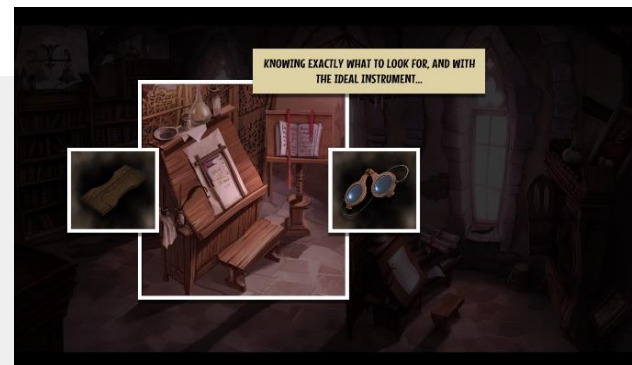 KNOWING EXACTLY WHAT TO LOOK FOR, AND WITH
THE IDEAL INSTRUMENT...